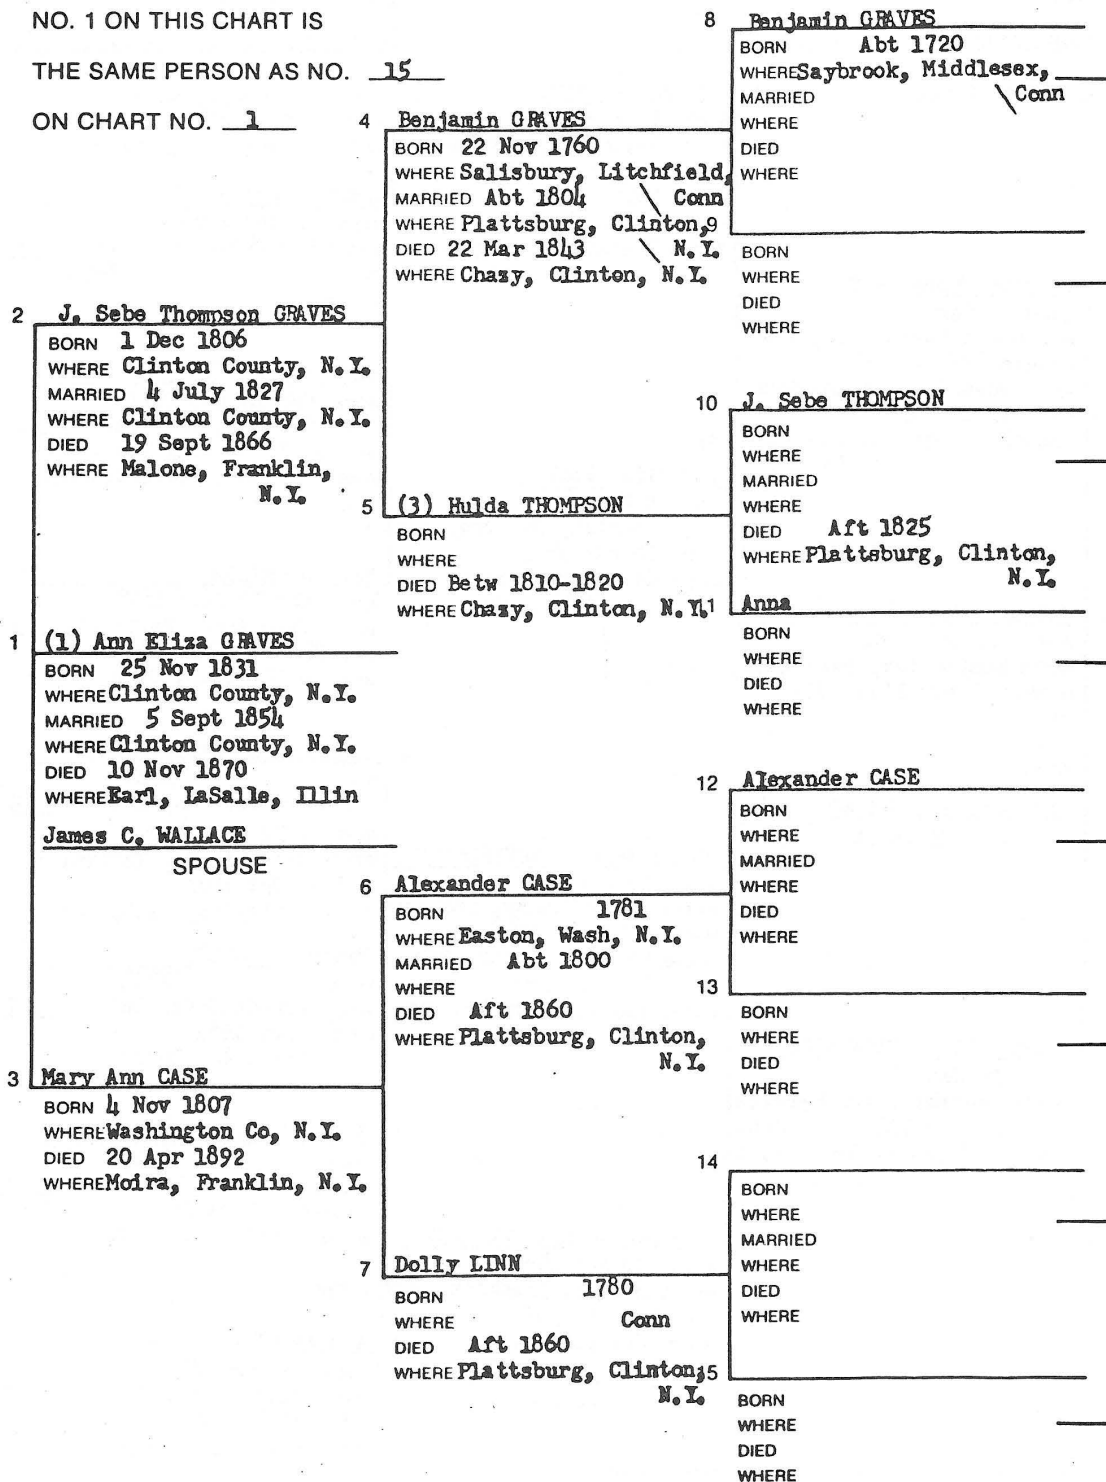 NO. 1 ON THIS CHART IS
THE SAME PERSON AS NO. 15
ON CHART NO. 1
8 Benjamin GRAVES
BORN Abt 1720
WHERE Saybrook, Middlesex,
\ Conn
MARRIED
WHERE
DIED
WHERE
4 Benjamin GRAVES
BORN 22 Nov 1760
WHERE Salisbury, Litchfield,
\ Conn
MARRIED Abt 1804
WHERE Plattsburg, Clinton,
\ N.Y.
DIED 22 Mar 1843
WHERE Chazy, Clinton, N.Y.
9
BORN
WHERE
DIED
WHERE
2 J. Sebe Thompson GRAVES
BORN 1 Dec 1806
WHERE Clinton County, N.Y.
MARRIED 4 July 1827
WHERE Clinton County, N.Y.
DIED 19 Sept 1866
WHERE Malone, Franklin,
N.Y.
10 J. Sebe THOMPSON
BORN
WHERE
MARRIED
WHERE
DIED Aft 1825
WHERE Plattsburg, Clinton,
N.Y.
5 (3) Hulda THOMPSON
BORN
WHERE
DIED Betw 1810-1820
WHERE Chazy, Clinton, N.Y.
11 Anna
BORN
WHERE
DIED
WHERE
1 (1) Ann Eliza GRAVES
BORN 25 Nov 1831
WHERE Clinton County, N.Y.
MARRIED 5 Sept 1854
WHERE Clinton County, N.Y.
DIED 10 Nov 1870
WHERE Earl, LaSalle, Illin
James C. WALLACE
SPOUSE
12 Alexander CASE
BORN
WHERE
MARRIED
WHERE
DIED
WHERE
6 Alexander CASE
BORN 1781
WHERE Easton, Wash, N.Y.
MARRIED Abt 1800
WHERE
DIED Aft 1860
WHERE Plattsburg, Clinton,
N.Y.
13
BORN
WHERE
DIED
WHERE
3 Mary Ann CASE
BORN 4 Nov 1807
WHERE Washington Co, N.Y.
DIED 20 Apr 1892
WHERE Moira, Franklin, N.Y.
14
BORN
WHERE
MARRIED
WHERE
DIED
WHERE
7 Dolly LINN
BORN 1780
WHERE Conn
DIED Aft 1860
WHERE Plattsburg, Clinton,
N.Y.
15
BORN
WHERE
DIED
WHERE